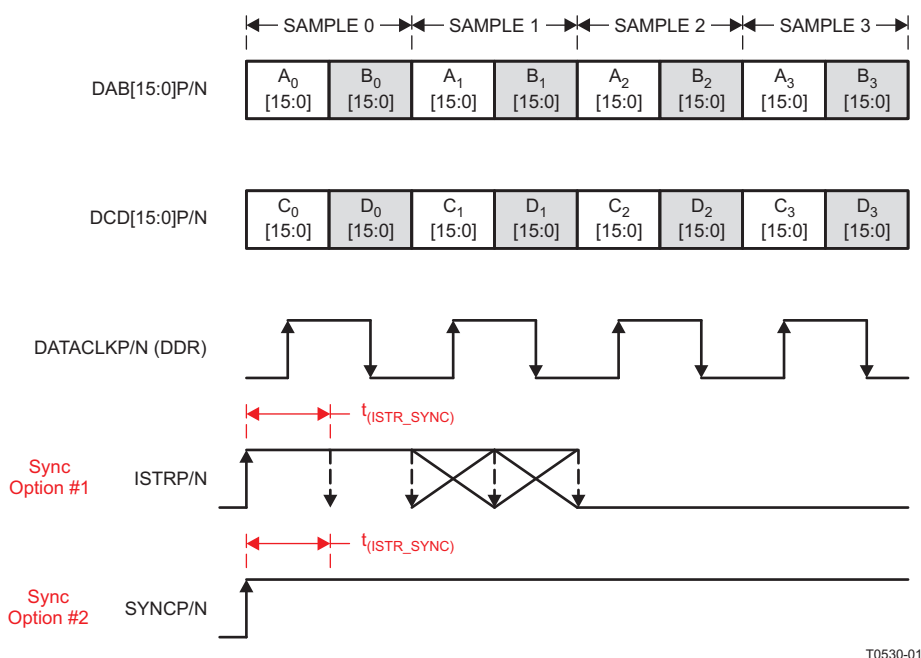 SAMPLE 0 SAMPLE 1 SAMPLE 2 SAMPLE 3
DAB[15:0]P/N
A0 B0 A1 B1 A2 B2 A3 B3
[15:0] [15:0] [15:0] [15:0] [15:0] [15:0] [15:0] [15:0]
DCD[15:0]P/N
C0 D0 C1 D1 C2 D2 C3 D3
[15:0] [15:0] [15:0] [15:0] [15:0] [15:0] [15:0] [15:0]
DATACLKP/N (DDR)
t(ISTR_SYNC)
Sync
Option #1
ISTRP/N
t(ISTR_SYNC)
Sync
Option #2
SYNCP/N
T0530-01